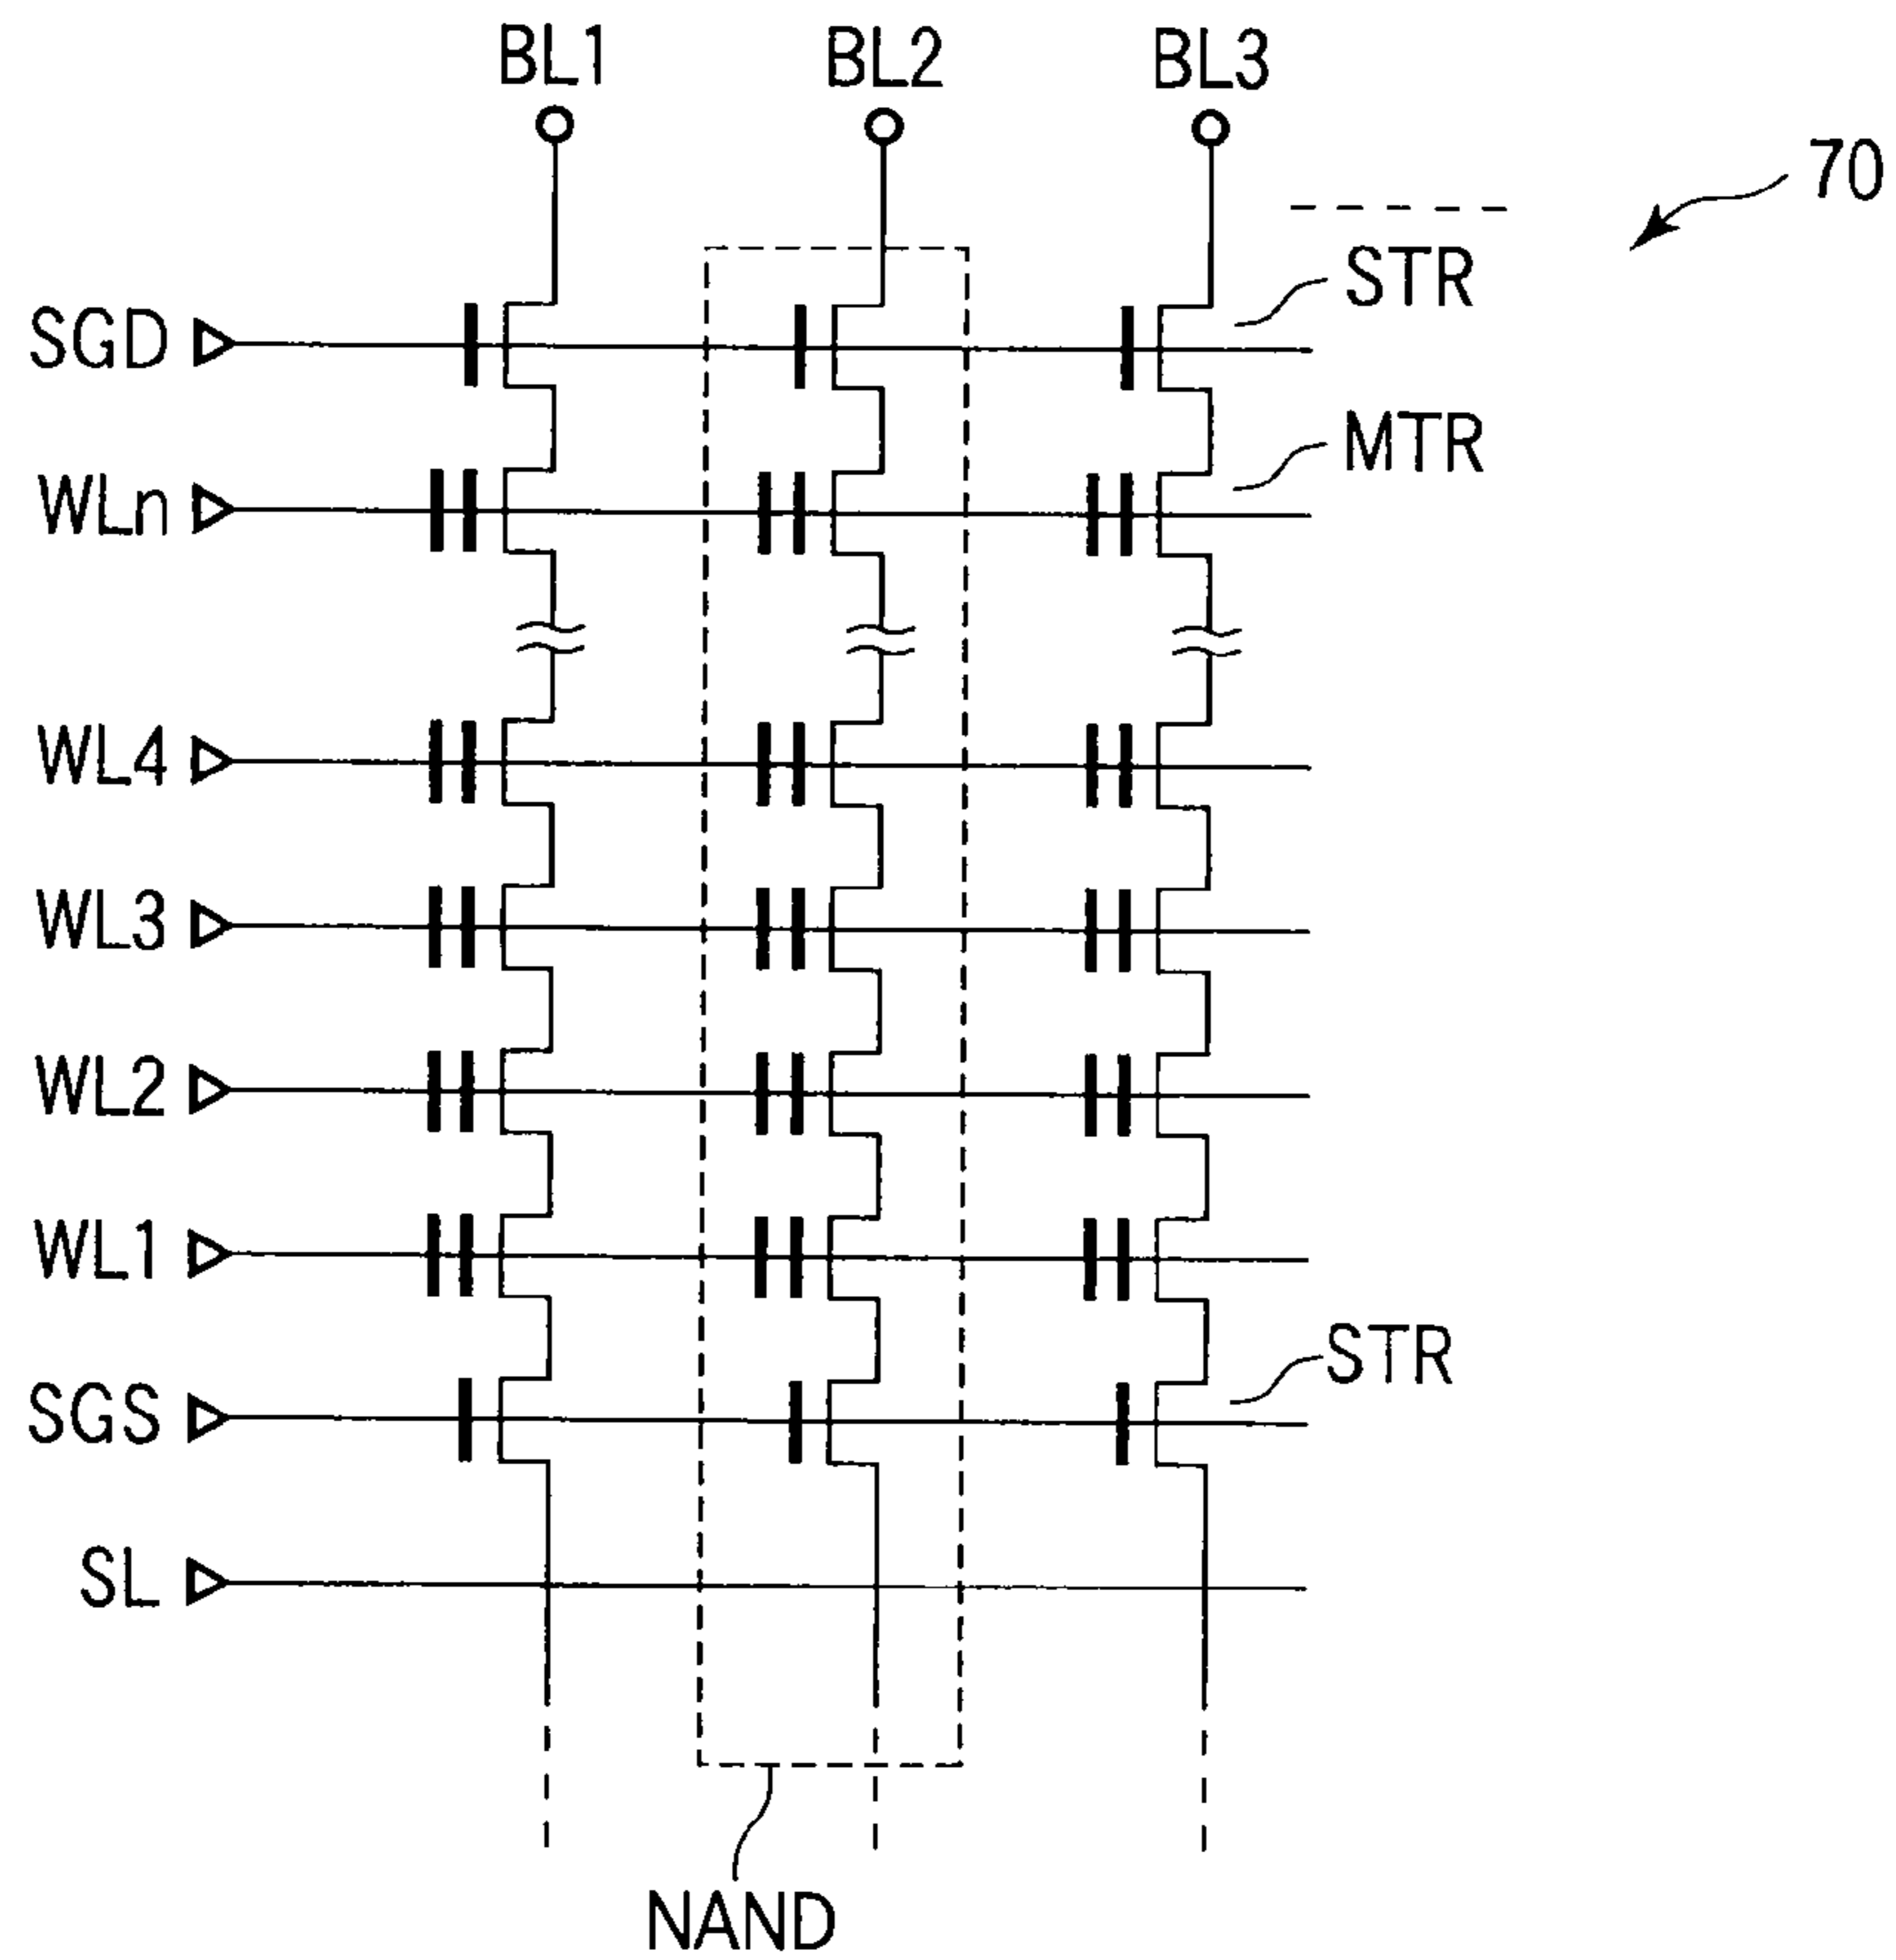 BL1
BL2
BL3
70
STR
SGD
MTR
WLn
WL4
WL3
WL2
WL1
STR
SGS
SL
NAND